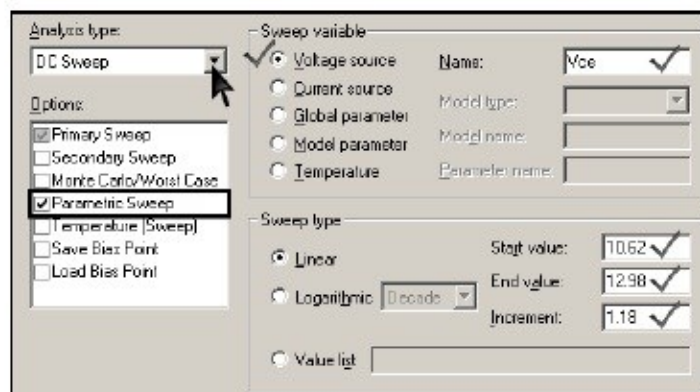 Analysis type:
DC Sweep
Options:
Primary Sweep
Secondary Sweep
Monte Carlo/Worst Case
Parametric Sweep
Temperature (Sweep)
Save Bias Point
Load Bias Point
Sweep variable
Voltage source
Current source
Global parameter
Model parameter
Temperature
Name:
Vce
Model type:
Model name:
Parameter name:
Sweep type
Linear
Logarithmic
Decade
Value list
Start value:
10.62
End value:
12.98
Increment:
1.18